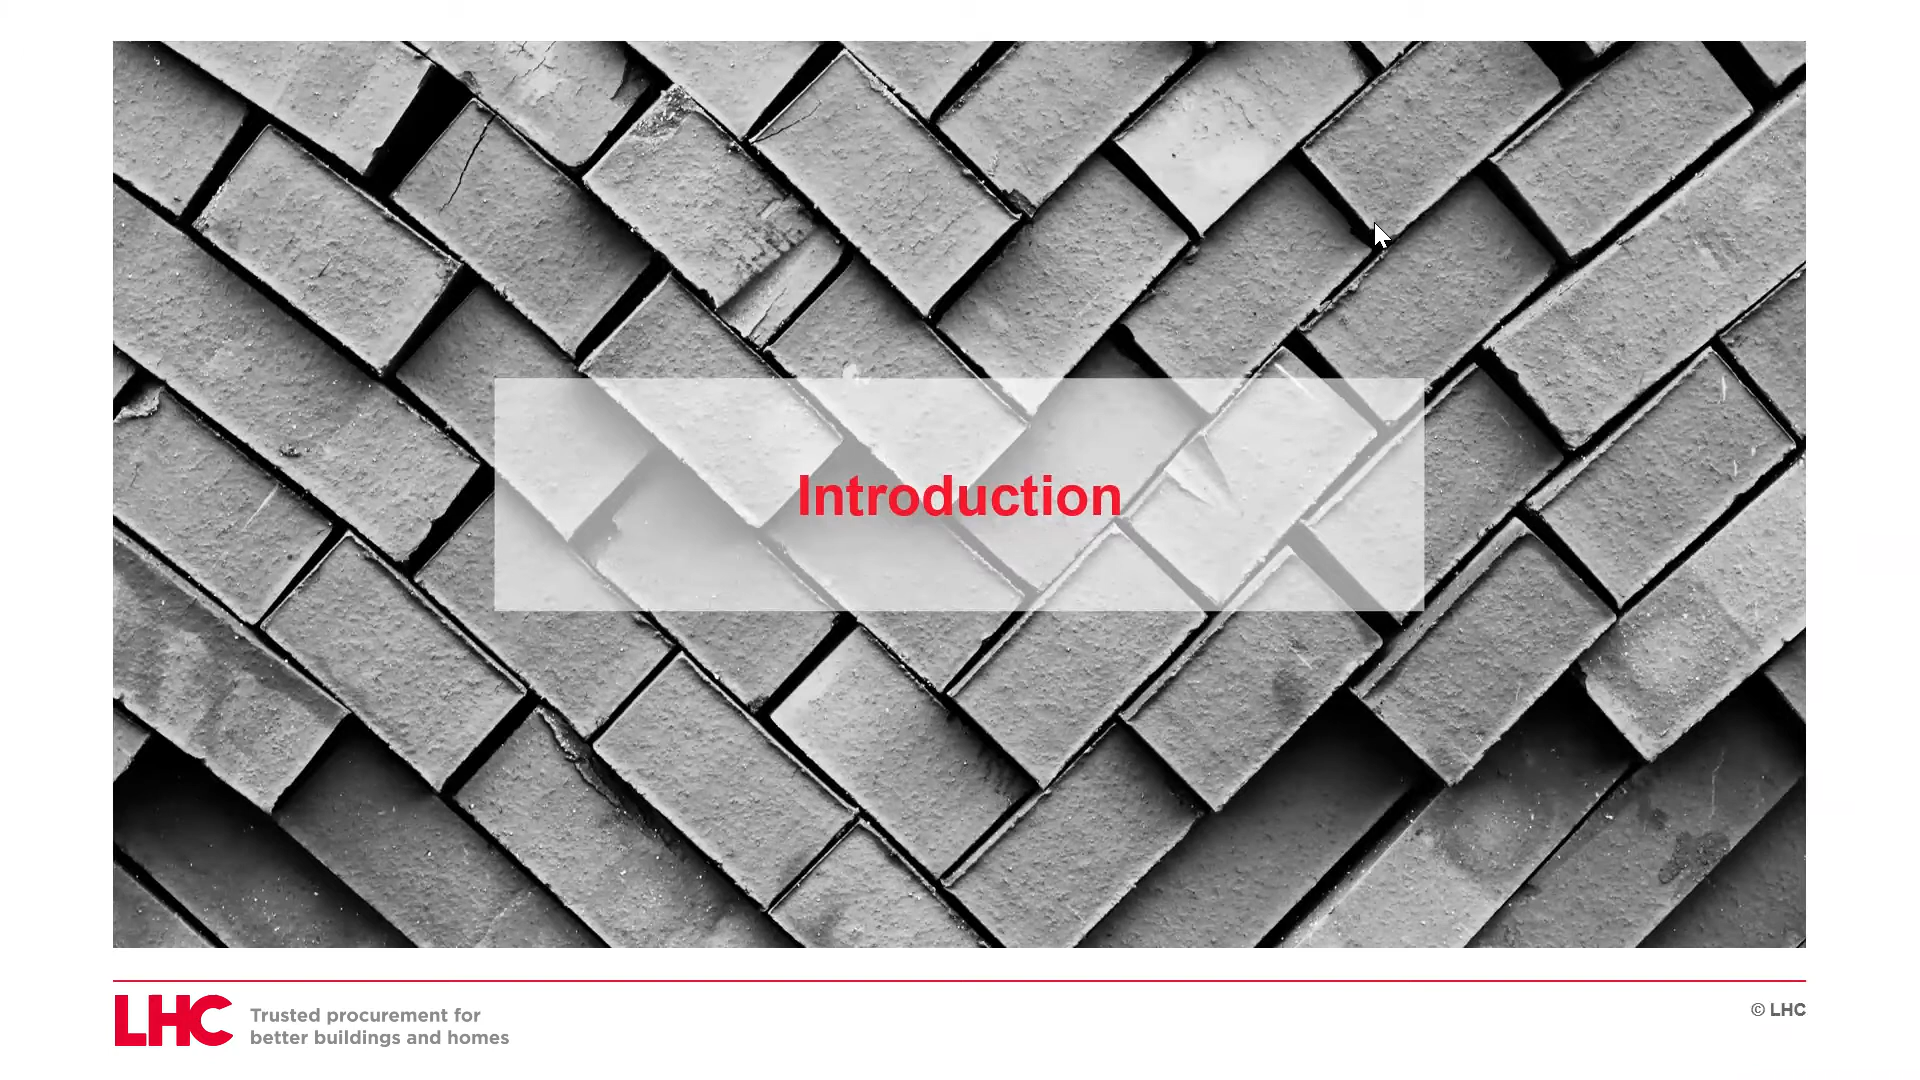 Introduction
LHC
Trusted procurement for
better buildings and homes
© LHC